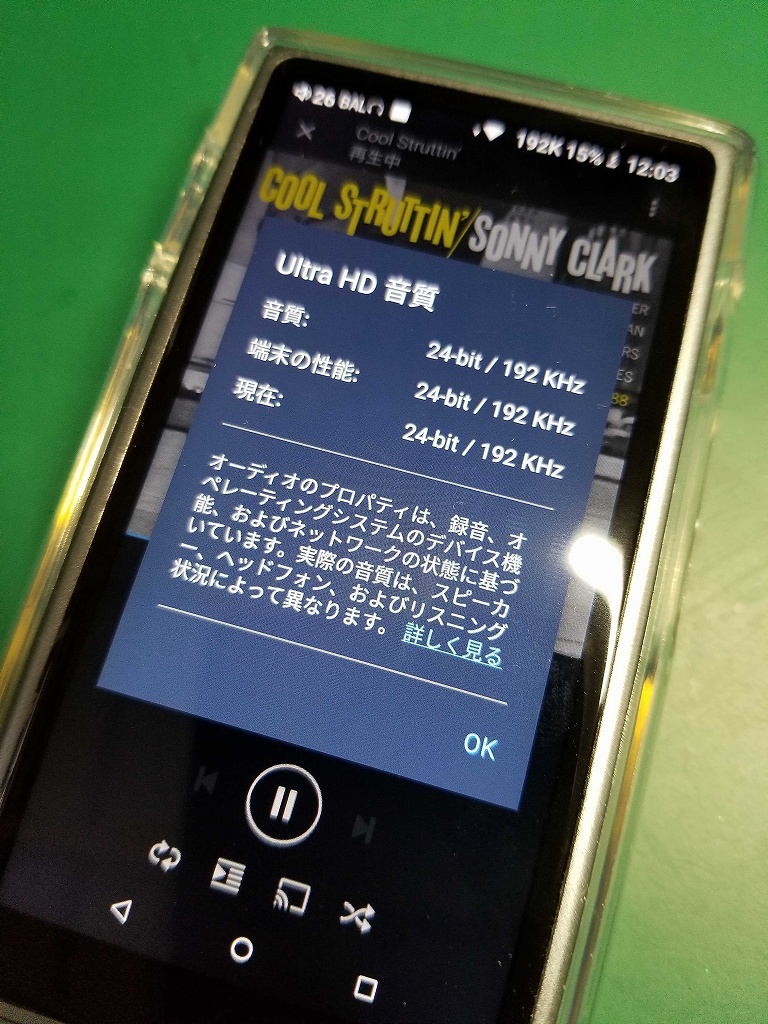 26 BAL 192K 15% 12:03
Cool Struttin'
再生中
COOL STRUTTIN'/SONNY CLARK
Ultra HD 音質
音質:
24-bit / 192 KHz
端末の性能:
24-bit / 192 KHz
現在:
24-bit / 192 KHz
オーディオのプロパティは、録音、オ
ペレーティングシステムのデバイス機
能、およびネットワークの状態に基づ
いています。実際の音質は、スピーカ
ー、ヘッドフォン、およびリスニング
状況によって異なります。 詳しく見る
OK